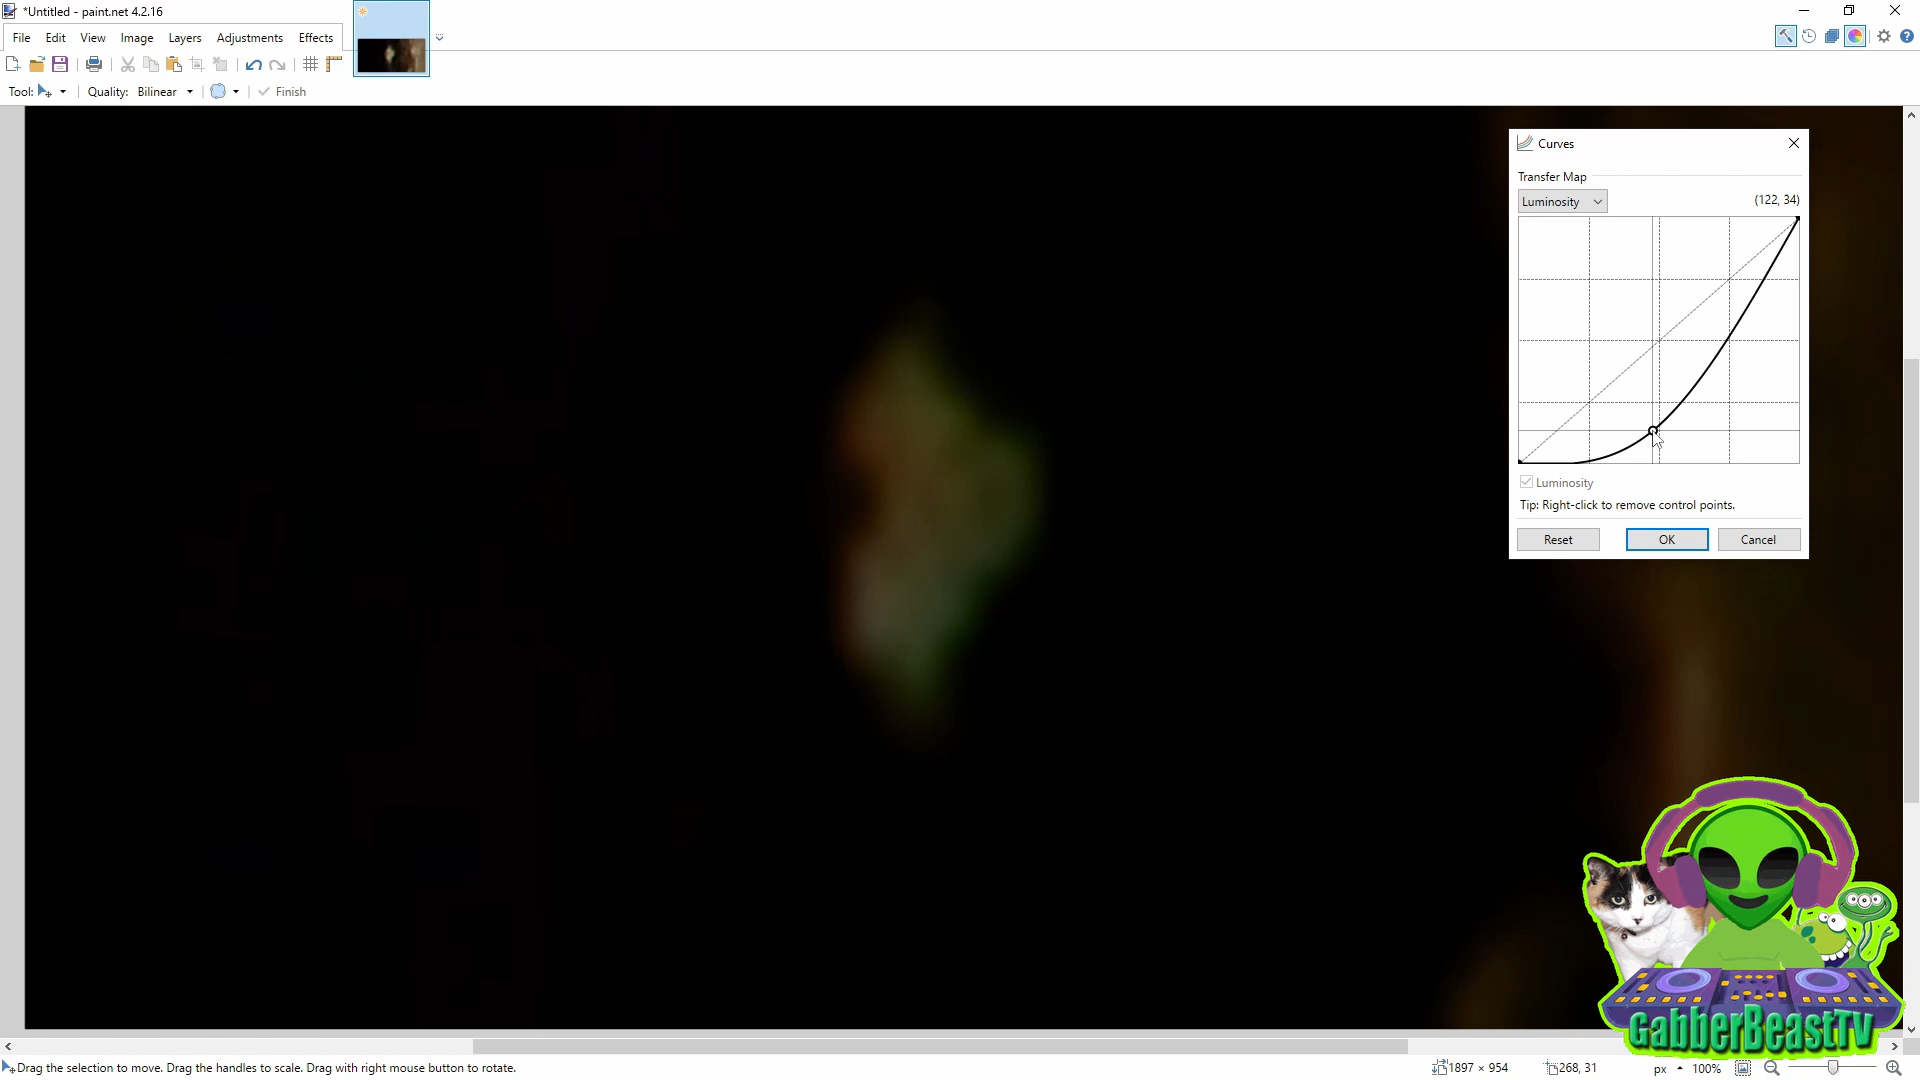 *Untitled - paint.net 4.2.16
File Edit View Image Layers Adjustments Effects
Tool: Quality: Bilinear Finish
Curves
Transfer Map
Luminosity (122, 34)
Luminosity
Tip: Right-click to remove control points.
Reset OK Cancel
GabberBeastTV
Drag the selection to move. Drag the handles to scale. Drag with right mouse button to rotate. 1897 × 954 268, 31 px 100%